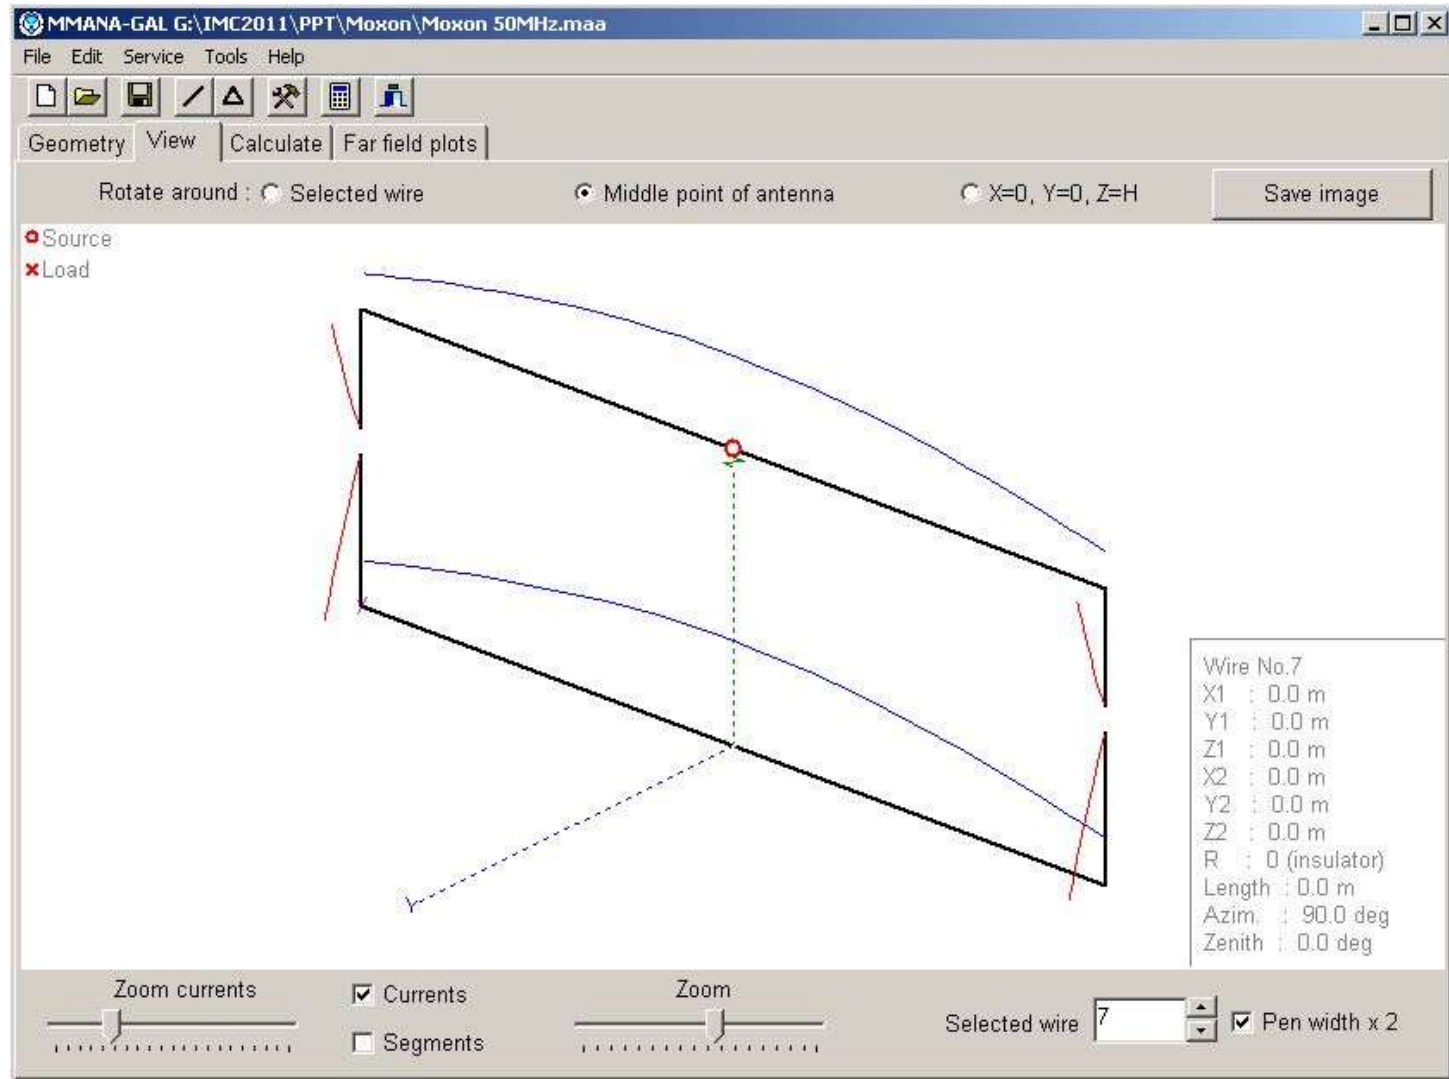 MMANA-GAL G:\IMC2011\PPT\Moxon\Moxon 50MHz.maa
File Edit Service Tools Help
Geometry View Calculate Far field plots
Rotate around : Selected wire Middle point of antenna X=0, Y=0, Z=H Save image
Source
Load
Y
Wire No.7
X1 : 0.0 m
Y1 : 0.0 m
Z1 : 0.0 m
X2 : 0.0 m
Y2 : 0.0 m
Z2 : 0.0 m
R : 0 (insulator)
Length : 0.0 m
Azim. : 90.0 deg
Zenith : 0.0 deg
Zoom currents Currents Zoom
Segments
Selected wire 7 Pen width x 2